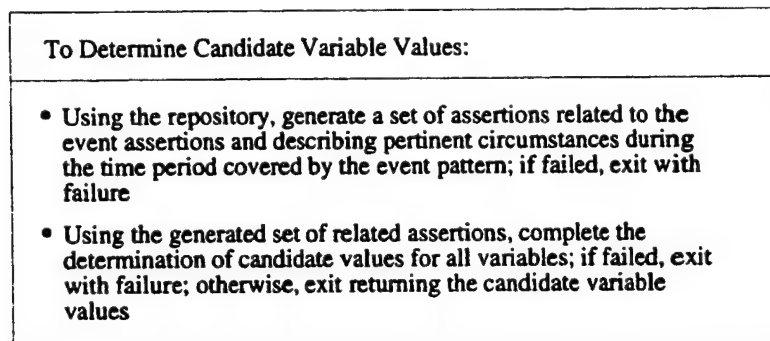 To Determine Candidate Variable Values:
• Using the repository, generate a set of assertions related to the
event assertions and describing pertinent circumstances during
the time period covered by the event pattern; if failed, exit with
failure
• Using the generated set of related assertions, complete the
determination of candidate values for all variables; if failed, exit
with failure; otherwise, exit returning the candidate variable
values